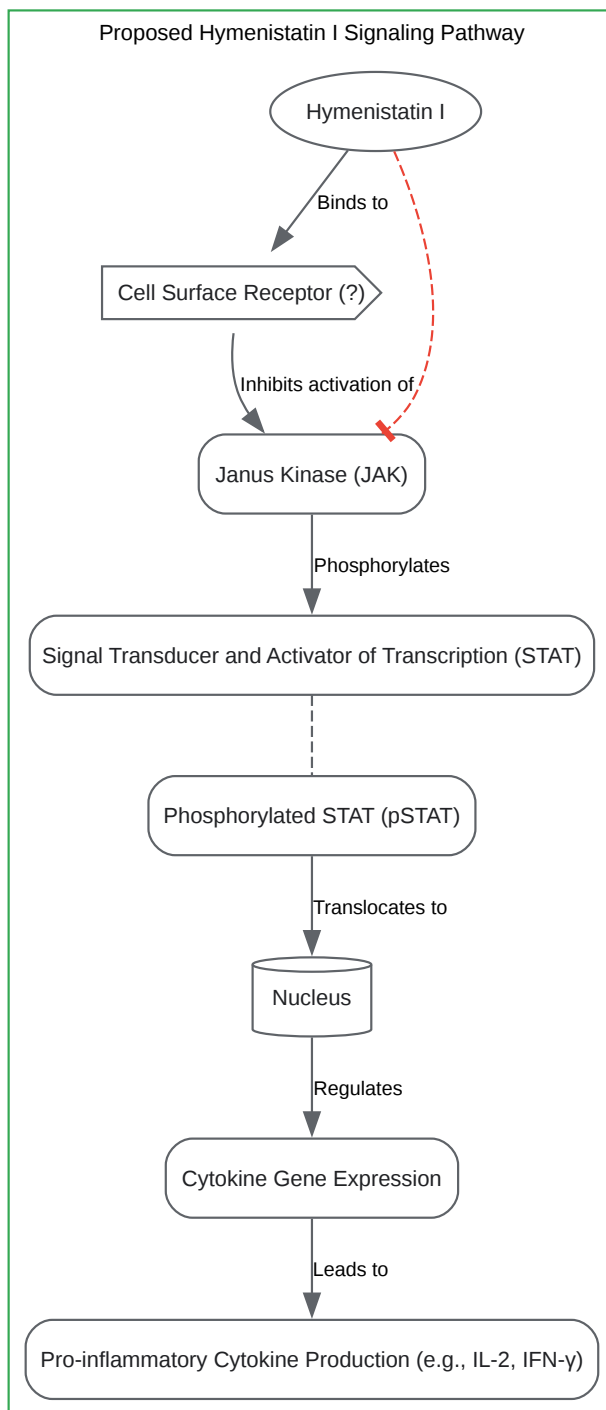 Proposed Hymenistatin I Signaling Pathway
Hymenistatin I
Binds to
Cell Surface Receptor (?)
Inhibits activation of
Janus Kinase (JAK)
Phosphorylates
Signal Transducer and Activator of Transcription (STAT)
Phosphorylated STAT (pSTAT)
Translocates to
Nucleus
Regulates
Cytokine Gene Expression
Leads to
Pro-inflammatory Cytokine Production (e.g., IL-2, IFN-γ)